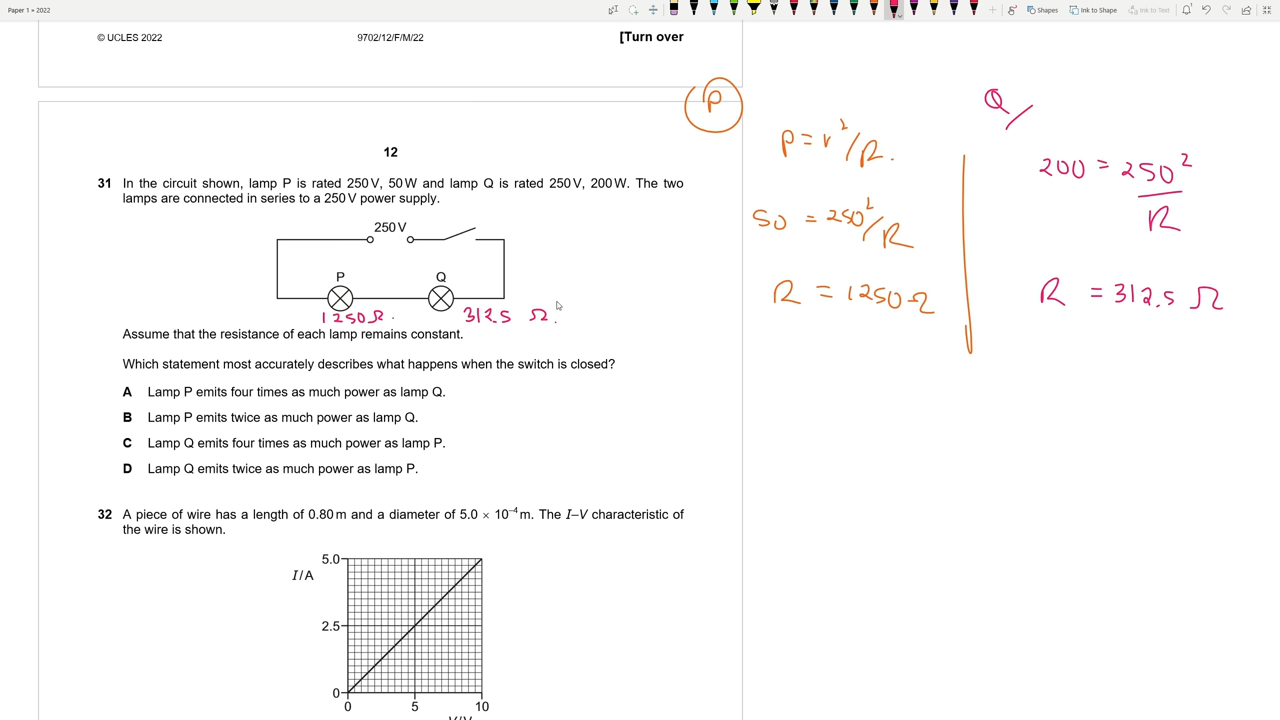 Paper 1 » 2022
Shapes
Ink to Shape
Ink to Text
© UCLES 2022
9702/12/F/M/22
[Turn over
P
12
31 In the circuit shown, lamp P is rated 250 V, 50 W and lamp Q is rated 250 V, 200 W. The two
lamps are connected in series to a 250 V power supply.
250 V
P
Q
1250Ω.
312.5 Ω.
Assume that the resistance of each lamp remains constant.
Which statement most accurately describes what happens when the switch is closed?
A Lamp P emits four times as much power as lamp Q.
B Lamp P emits twice as much power as lamp Q.
C Lamp Q emits four times as much power as lamp P.
D Lamp Q emits twice as much power as lamp P.
32 A piece of wire has a length of 0.80 m and a diameter of 5.0 × 10⁻⁴ m. The I–V characteristic of
the wire is shown.
5.0
I / A
2.5
0
0
5
10
P = V²/R.
50 = 250²/R
R = 1250Ω
Q/
200 = 250²
R
R = 312.5 Ω